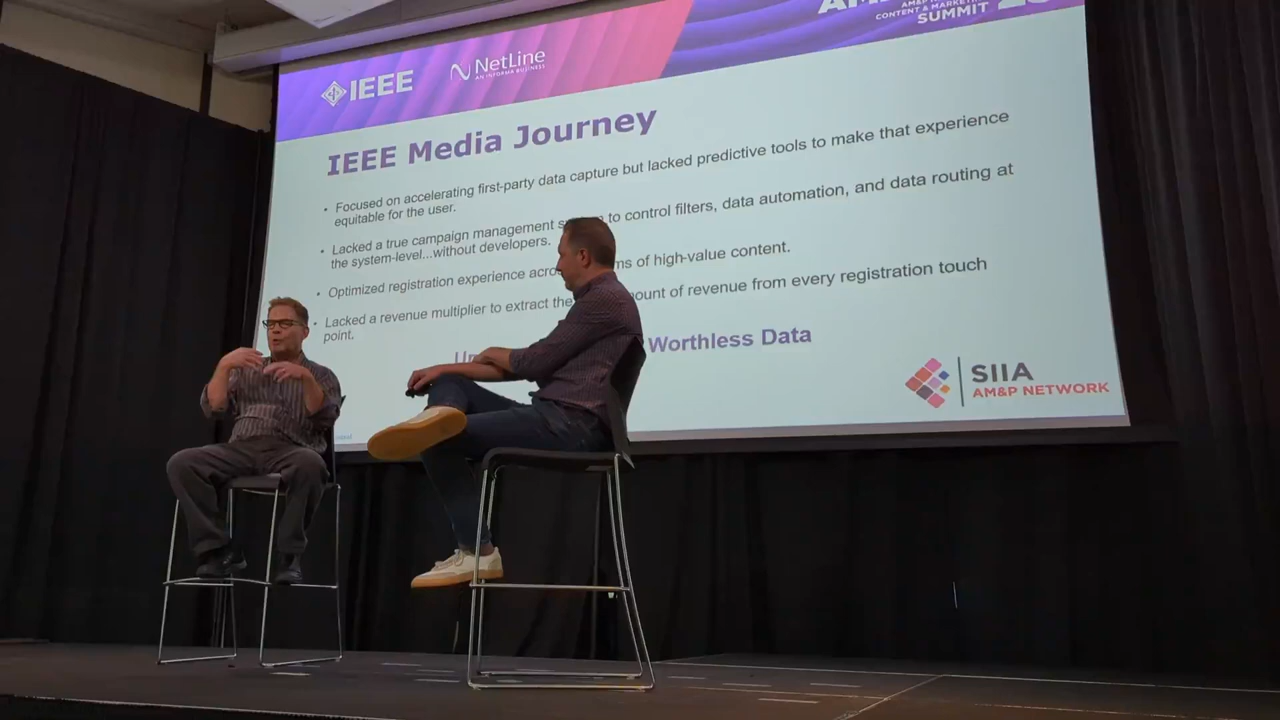 CONTENT & MARKETING
SUMMIT
IEEE
NetLine
AN INFORMA BUSINESS
IEEE Media Journey
• Focused on accelerating first-party data capture but lacked predictive tools to make that experience
equitable for the user.
• Lacked a true campaign management to control filters, data automation, and data routing at
the system-level...without developers.
• Optimized registration experience of high-value content.
• Lacked a revenue multiplier to extract the of revenue from every registration touch
point.
Worthless Data
SIIA
AM&P NETWORK